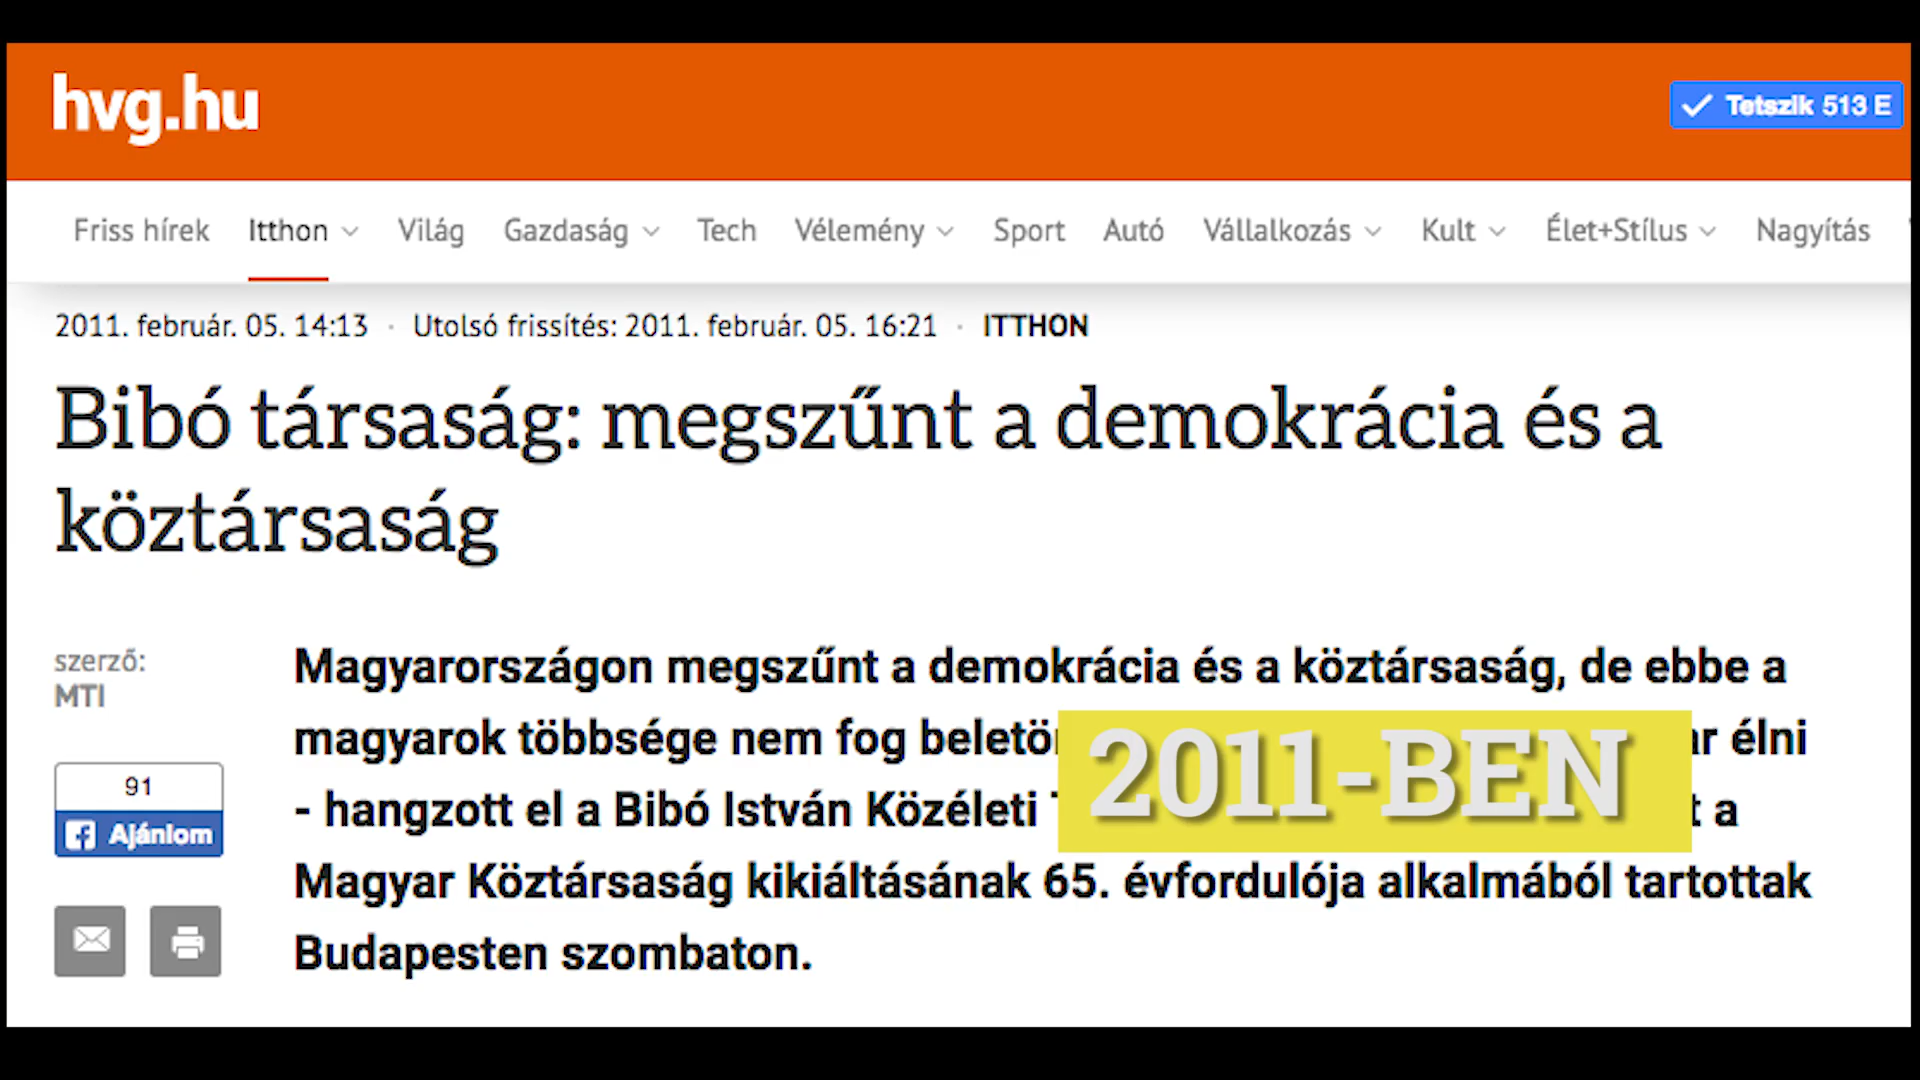 hvg.hu
Tetszik 513 E
Friss hírek Itthon Világ Gazdaság Tech Vélemény Sport Autó Vállalkozás Kult Élet+Stílus Nagyítás
2011. február. 05. 14:13 · Utolsó frissítés: 2011. február. 05. 16:21 · ITTHON
Bibó társaság: megszűnt a demokrácia és a
köztársaság
szerző:
MTI
91
Ajánlom
Magyarországon megszűnt a demokrácia és a köztársaság, de ebbe a
magyarok többsége nem fog élni
- hangzott el a Bibó István Közéleti a
Magyar Köztársaság kikiáltásának 65. évfordulója alkalmából tartottak
Budapesten szombaton.
2011-BEN